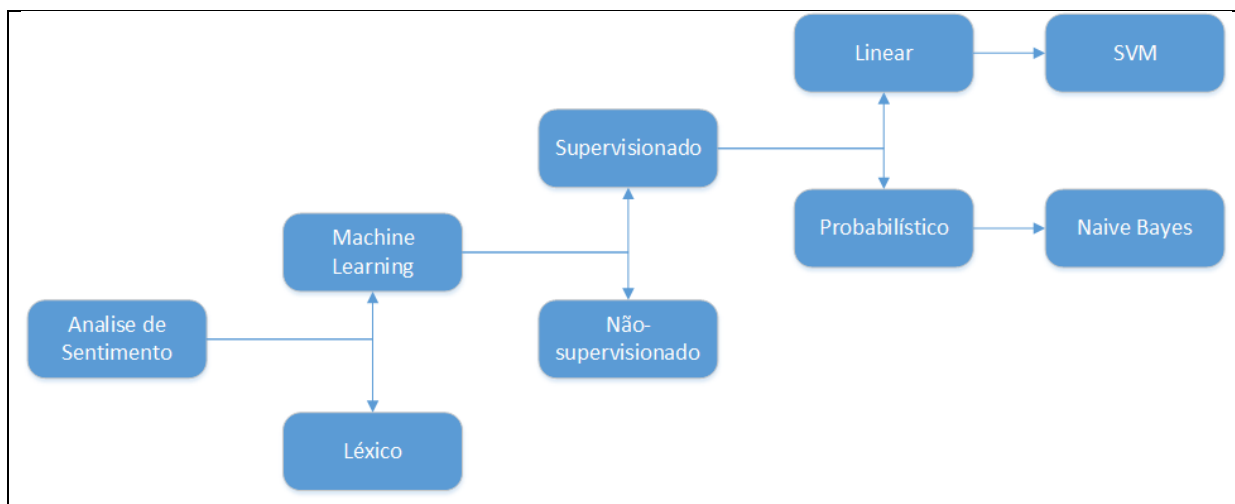 Linear
SVM
Supervisionado
Probabilístico
Naive Bayes
Machine
Learning
Analise de
Sentimento
Não-
supervisionado
Léxico